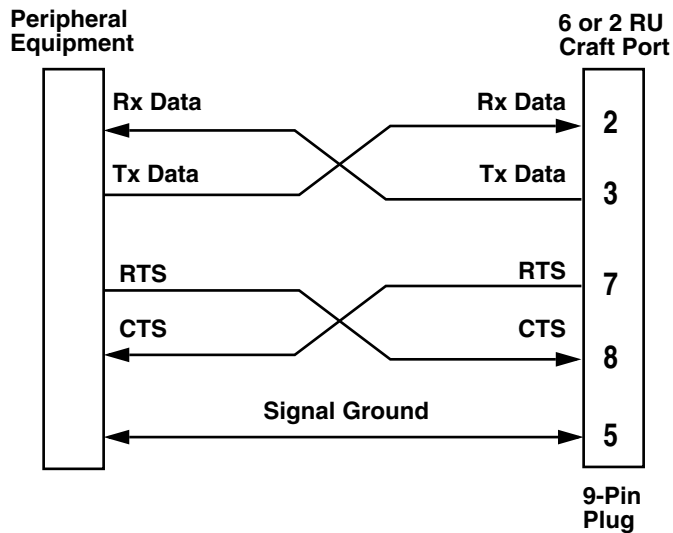 Peripheral
Equipment
6 or 2 RU
Craft Port
Rx Data
Rx Data
2
Tx Data
Tx Data
3
RTS
RTS
7
CTS
CTS
8
Signal Ground
5
9-Pin
Plug